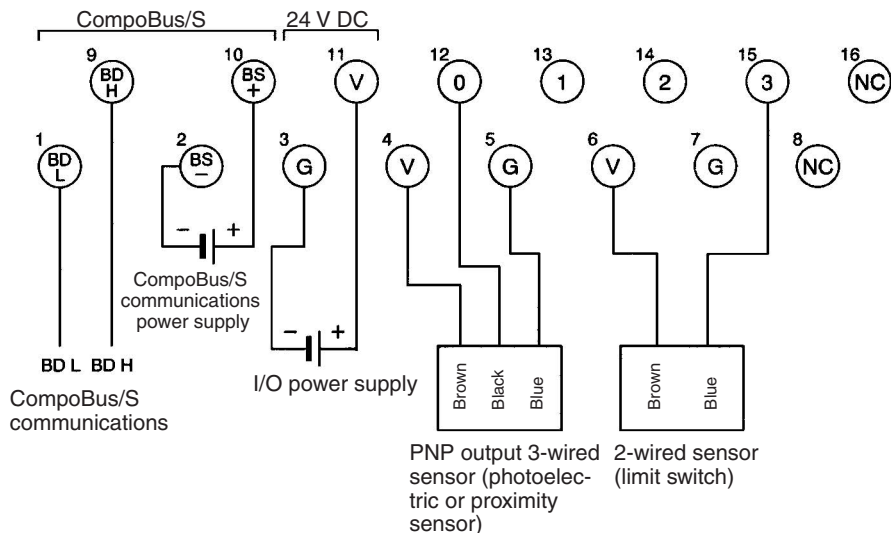 CompoBus/S 24 V DC
9 10 11 12 13 14 15 16
BD H BS + V 0 1 2 3 NC
1 2 3 4 5 6 7 8
BD L BS – G V G V G NC
– +
CompoBus/S
communications
power supply
– +
BD L BD H
I/O power supply
Brown Black Blue
Brown Blue
CompoBus/S
communications
PNP output 3-wired
sensor (photoelec-
tric or proximity
sensor)
2-wired sensor
(limit switch)